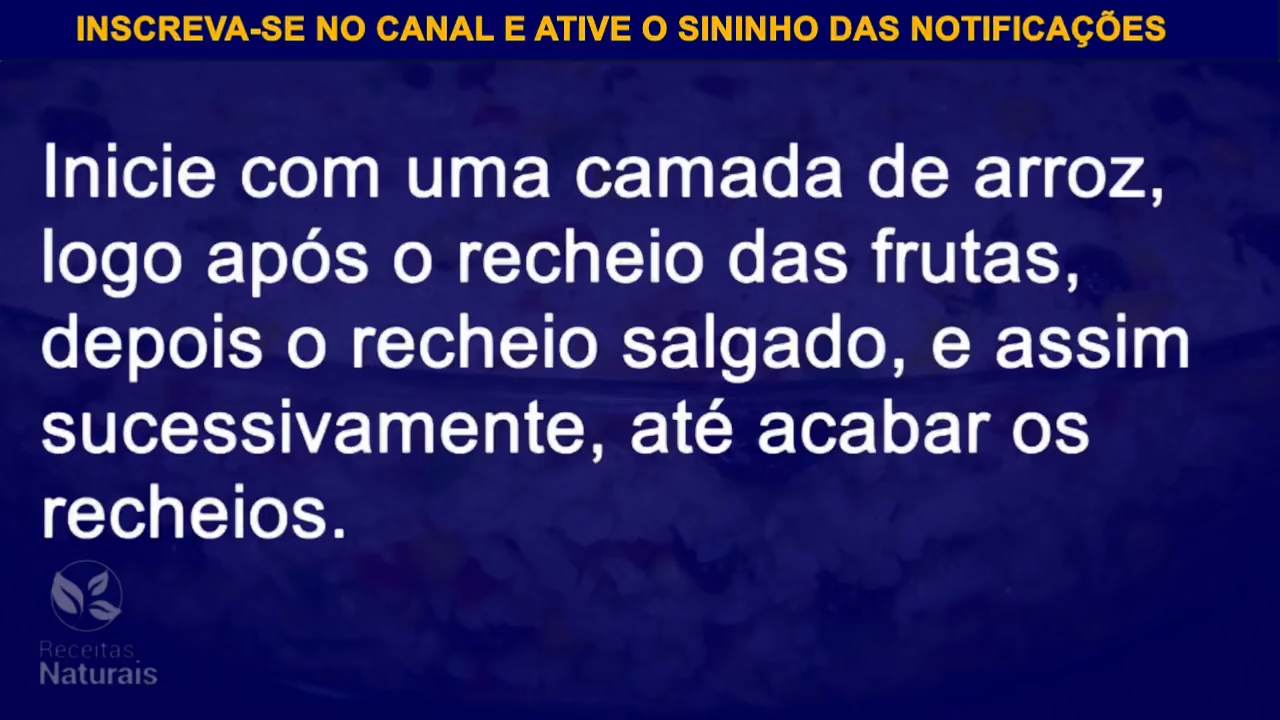 INSCREVA-SE NO CANAL E ATIVE O SININHO DAS NOTIFICAÇÕES
Inicie com uma camada de arroz,
logo após o recheio das frutas,
depois o recheio salgado, e assim
sucessivamente, até acabar os
recheios.
Receitas
Naturais